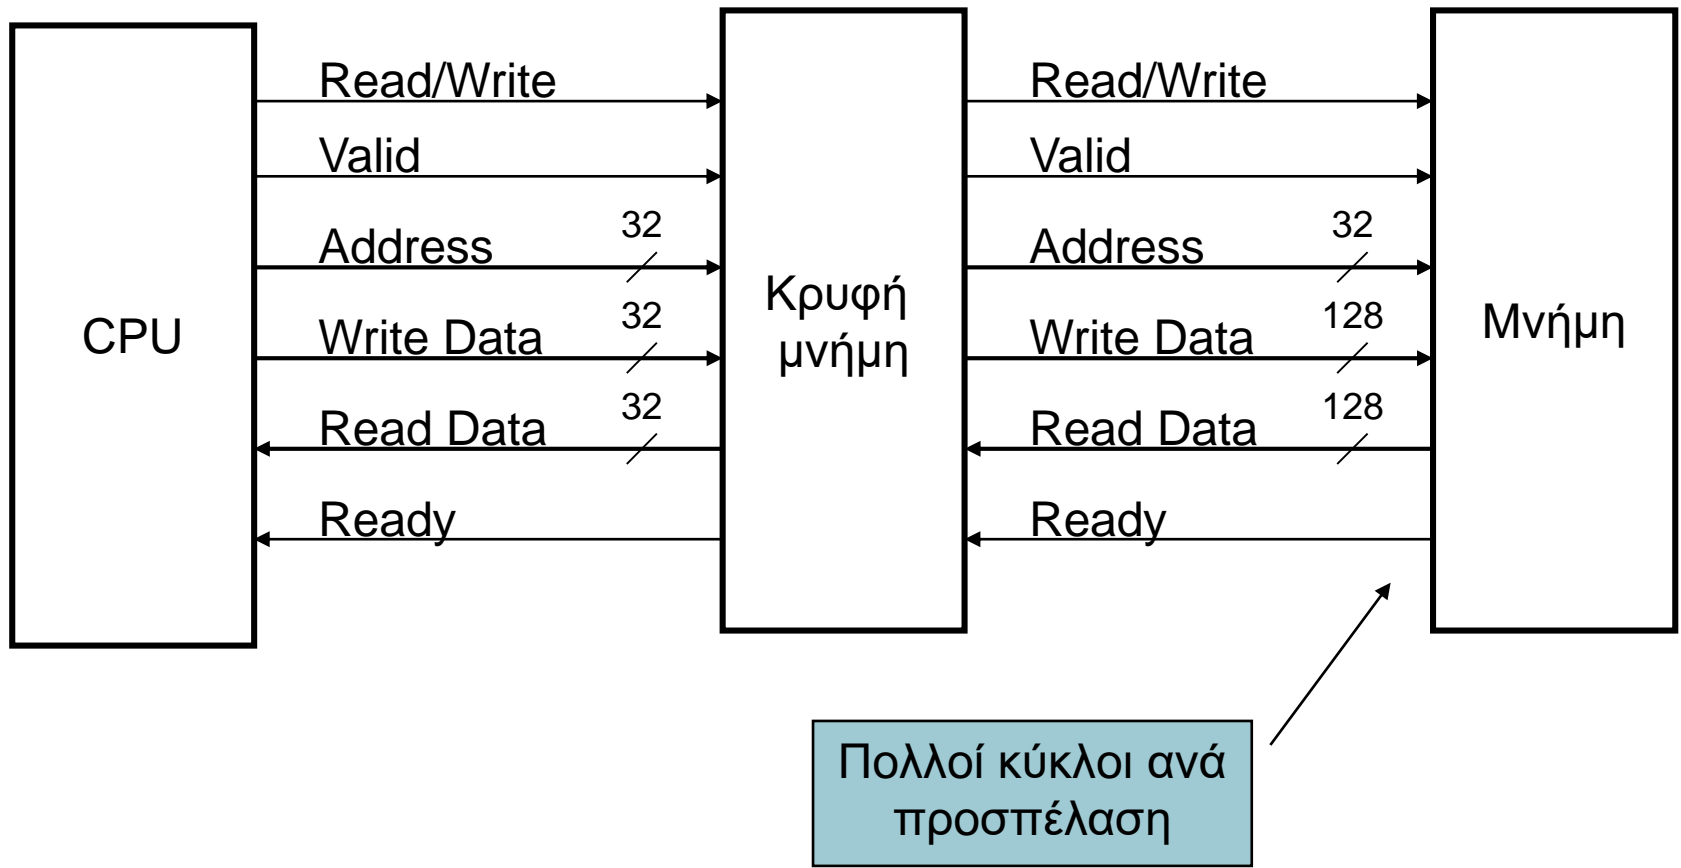 CPU
Read/Write
Valid
Address 32
Write Data 32
Read Data 32
Ready
Κρυφή
μνήμη
Read/Write
Valid
Address 32
Write Data 128
Read Data 128
Ready
Μνήμη
Πολλοί κύκλοι ανά
προσπέλαση